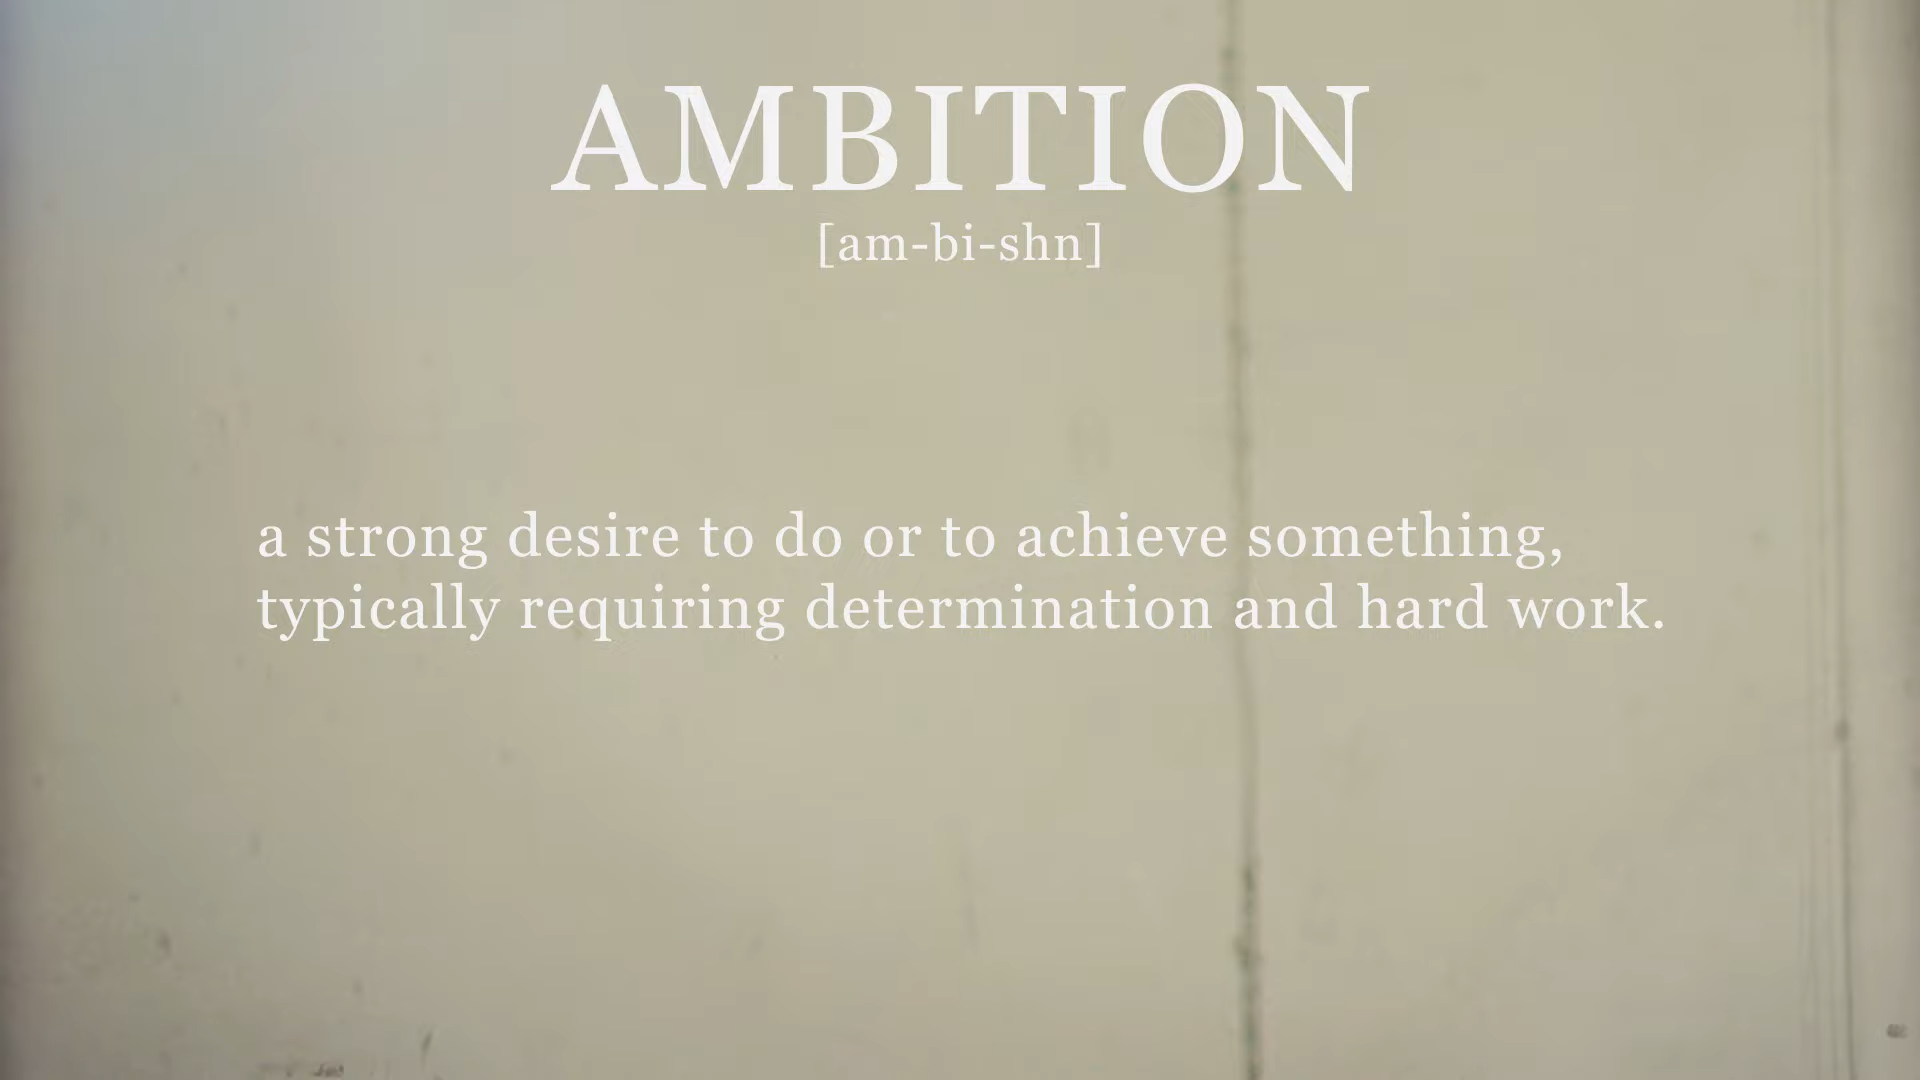 AMBITION
[am-bi-shn]
a strong desire to do or to achieve something,
typically requiring determination and hard work.